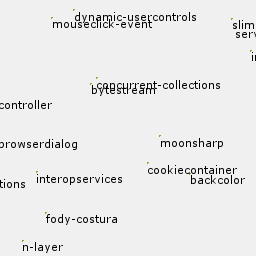 dynamic-usercontrols
mouseclick-event
slim
serv
concurrent-collections
bytestream
controller
moonsharp
browserdialog
cookiecontainer
interopservices
backcolor
tions
fody-costura
n-layer